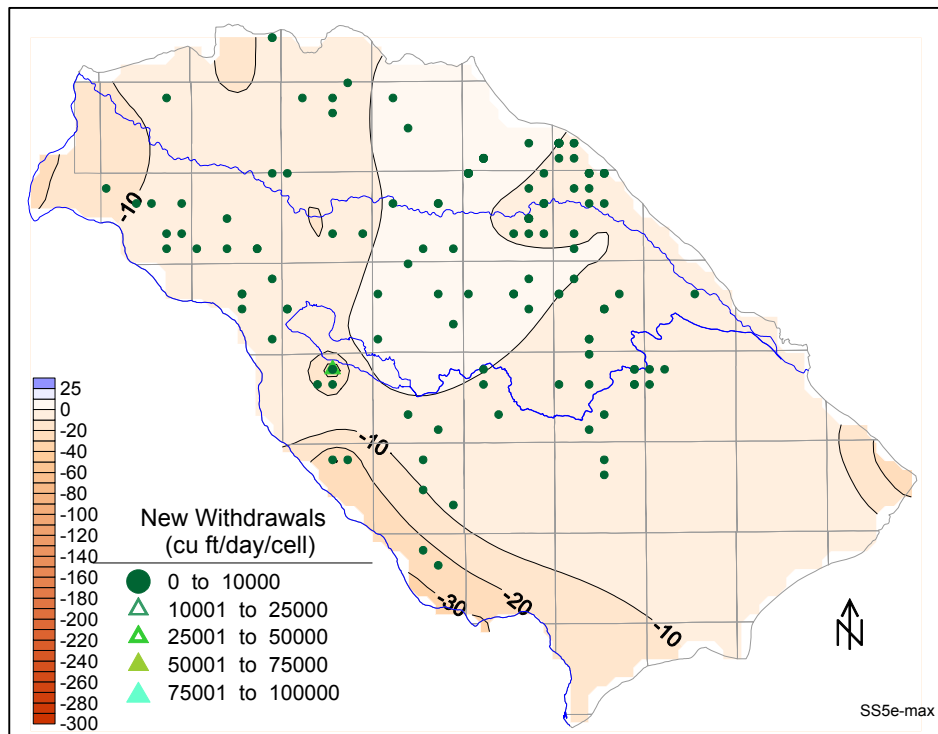 -10
-10
-20
-30
-10
25
0
-20
-40
-60
-80
-100
-120
-140
-160
-180
-200
-220
-240
-260
-280
-300
New Withdrawals
(cu ft/day/cell)
0 to 10000
10001 to 25000
25001 to 50000
50001 to 75000
75001 to 100000
N
SS5e-max